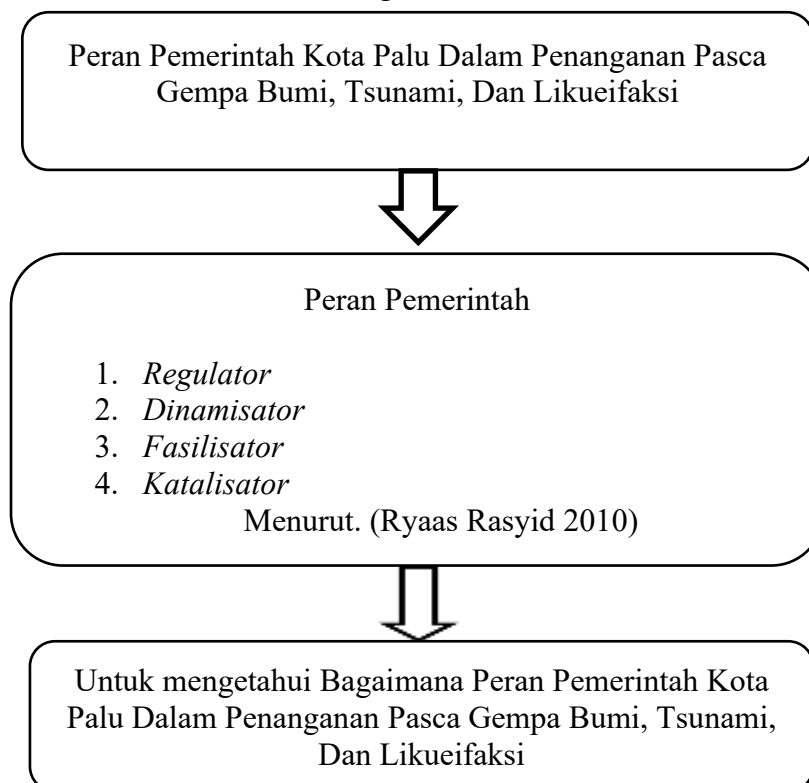 Peran Pemerintah Kota Palu Dalam Penanganan Pasca
Gempa Bumi, Tsunami, Dan Likueifaksi
Peran Pemerintah
1. Regulator
2. Dinamisator
3. Fasilisator
4. Katalisator
Menurut. (Ryaas Rasyid 2010)
Untuk mengetahui Bagaimana Peran Pemerintah Kota
Palu Dalam Penanganan Pasca Gempa Bumi, Tsunami,
Dan Likueifaksi